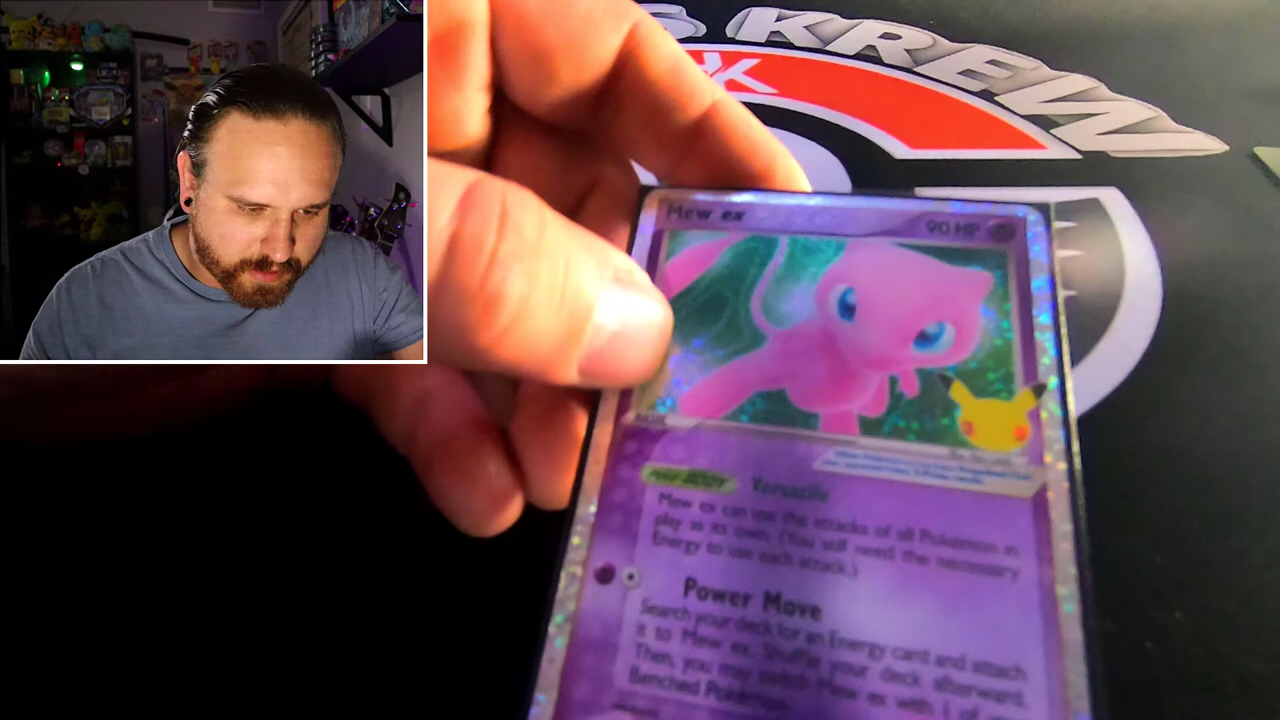 KREW
Mew ex
90 HP
POKé-BODY Versatile
Mew ex can use the attacks of all Pokémon in
play as its own. (You still need the necessary
Energy to use each attack.)
Power Move
Search your deck for an Energy card and attach
it to Mew ex. Shuffle your deck afterward.
Then, you may switch Mew ex with 1 of
Benched Pokémon.